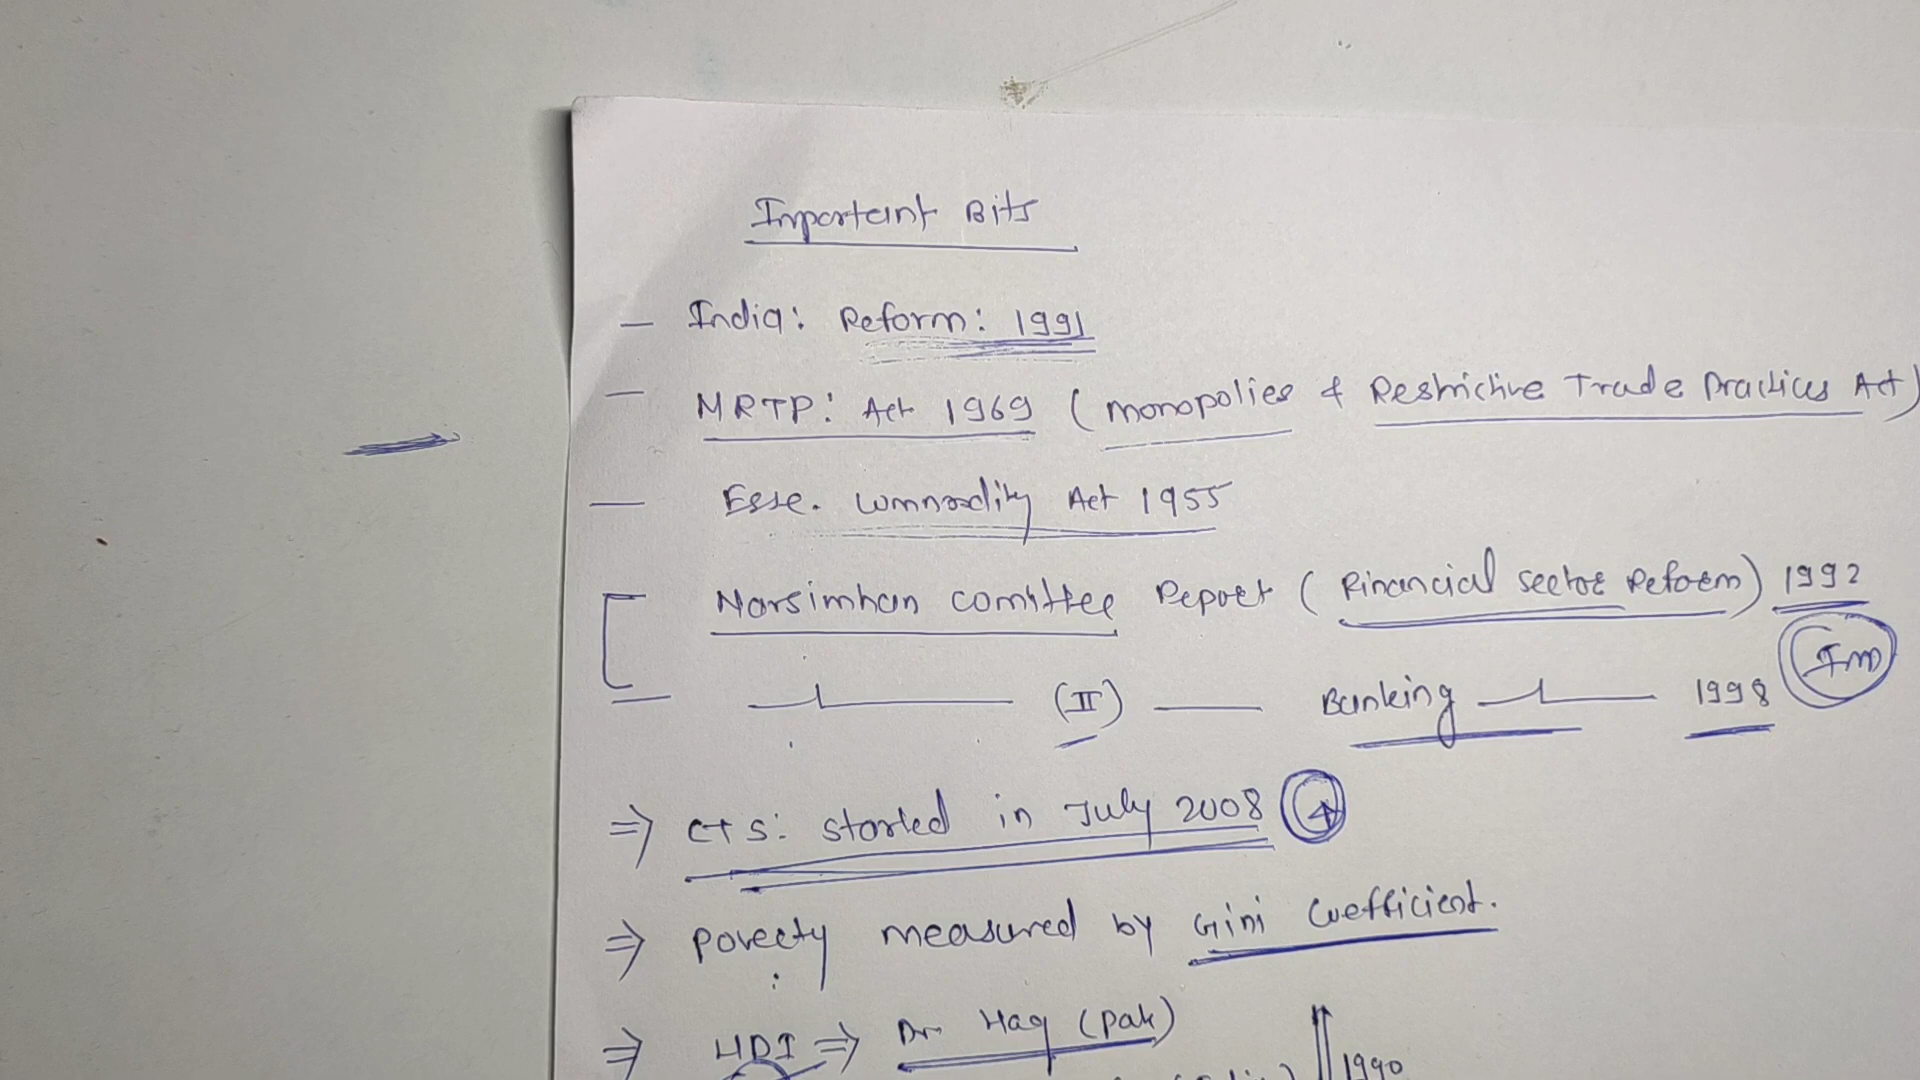 Important Bits
— India: Reform: 1991
— MRTP: Act 1969 (Monopolies & Restrictive Trade Practices Act)
— Esse. Commodity Act 1955
Narsimhan comittee Report (Financial sector Reform) 1992
— (II) — Banking — 1998 Imp
⇒ CTS: started in July 2008
⇒ poverty measured by Gini Coefficient.
⇒ HDI ⇒ Dr Haq (Pak)
1990